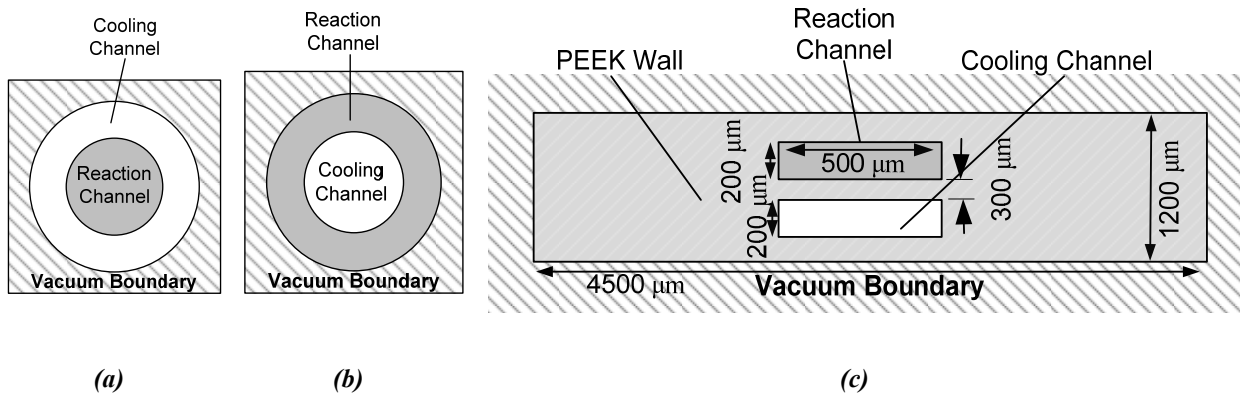 Cooling
Channel
Reaction
Channel
Vacuum Boundary
(a)
Reaction
Channel
Cooling
Channel
Vacuum Boundary
(b)
Reaction
Channel
PEEK Wall
Cooling Channel
200 μm
500 μm
200 μm
300 μm
1200 μm
4500 μm
Vacuum Boundary
(c)